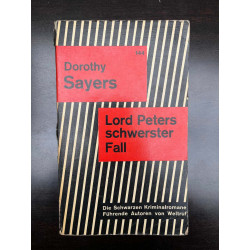 Dorothy
Sayers
Lord Peters
schwerster
Fall
Die Schwarzen Kriminalromane
Führende Autoren von Weltruf